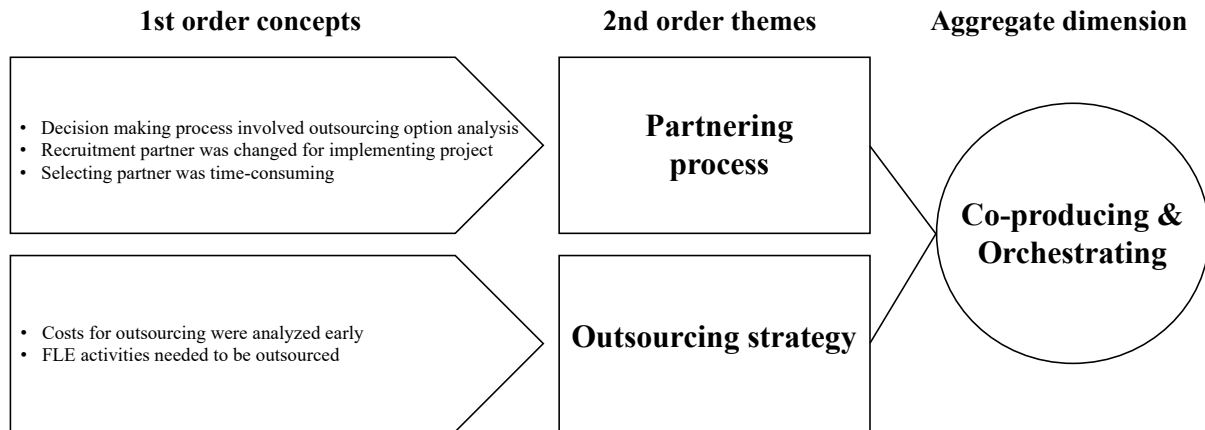 1st order concepts
2nd order themes
Aggregate dimension
• Decision making process involved outsourcing option analysis
• Recruitment partner was changed for implementing project
• Selecting partner was time-consuming
Partnering
process
Co-producing &
Orchestrating
• Costs for outsourcing were analyzed early
• FLE activities needed to be outsourced
Outsourcing strategy